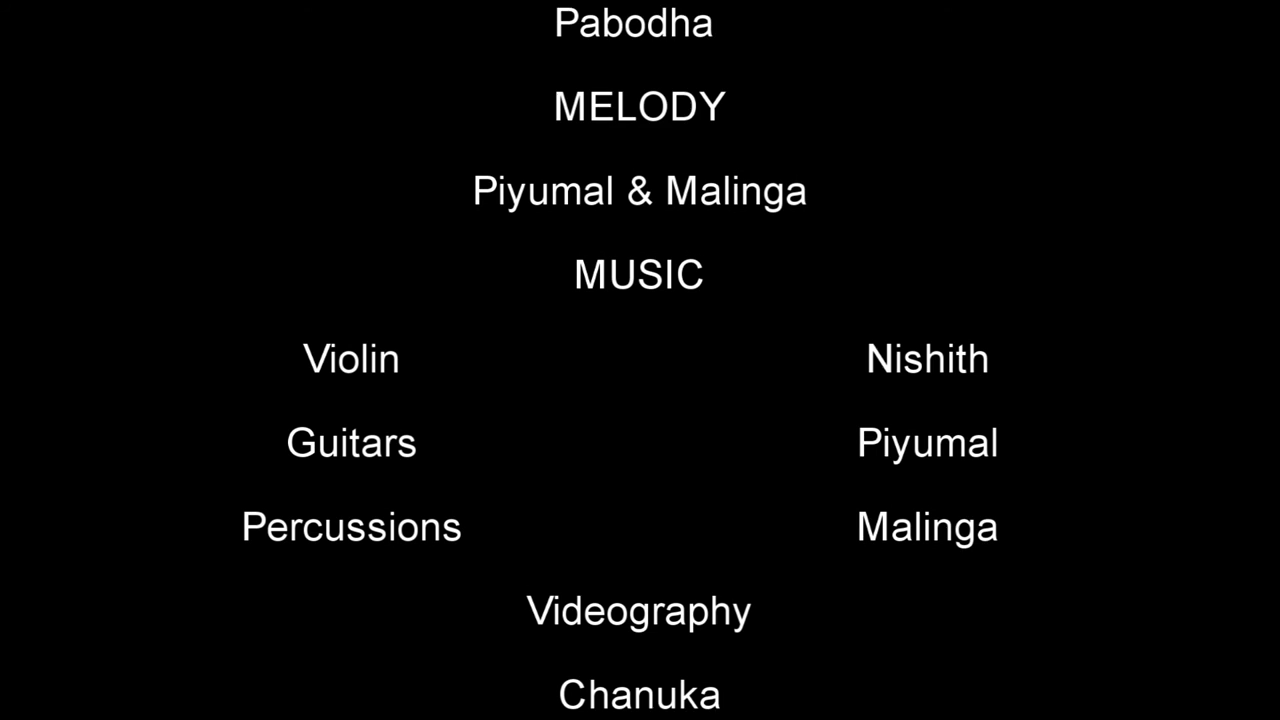 Pabodha
MELODY
Piyumal & Malinga
MUSIC
Violin Nishith
Guitars Piyumal
Percussions Malinga
Videography
Chanuka